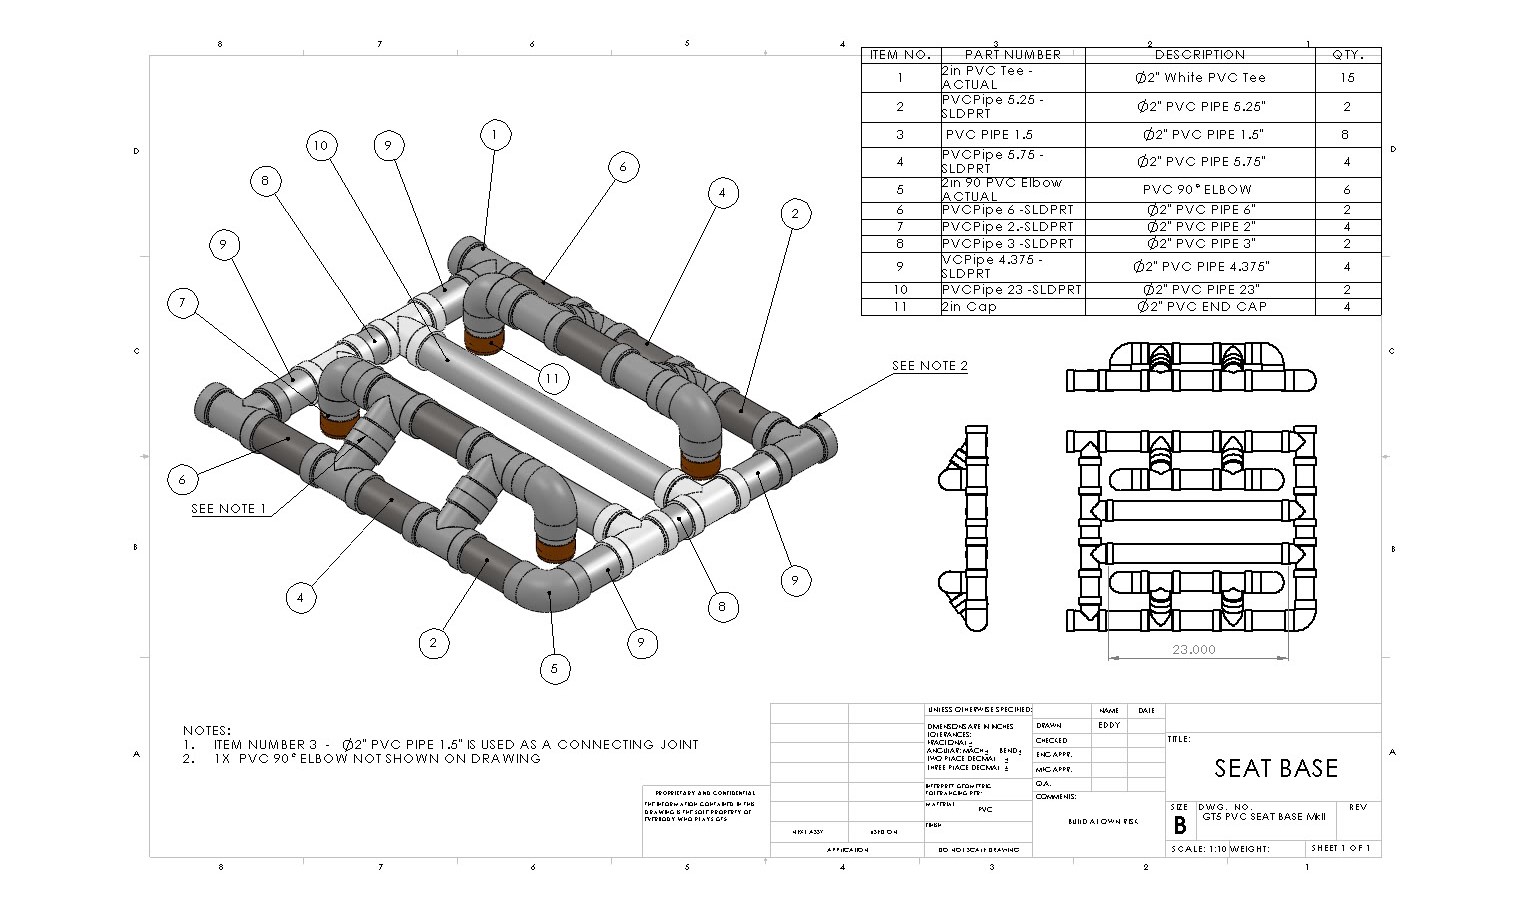 8 7 6 5 4 3 2 1
ITEM NO. PART NUMBER DESCRIPTION QTY.
1 2in PVC Tee - ACTUAL Ø2" White PVC Tee 15
2 PVCPipe 5.25 - SLDPRT Ø2" PVC PIPE 5.25" 2
3 PVC PIPE 1.5 Ø2" PVC PIPE 1.5" 8
4 PVCPipe 5.75 - SLDPRT Ø2" PVC PIPE 5.75" 4
5 2in 90 PVC Elbow ACTUAL PVC 90° ELBOW 6
6 PVCPipe 6 -SLDPRT Ø2" PVC PIPE 6" 2
7 PVCPipe 2.-SLDPRT Ø2" PVC PIPE 2" 4
8 PVCPipe 3 -SLDPRT Ø2" PVC PIPE 3" 2
9 VCPipe 4.375 - SLDPRT Ø2" PVC PIPE 4.375" 4
10 PVCPipe 23 -SLDPRT Ø2" PVC PIPE 23" 2
11 2in Cap Ø2" PVC END CAP 4
D D
C C
B B
A A
10 9 1
8 6
4
9 2
7
11
SEE NOTE 2
6
SEE NOTE 1
4
9
8
2 9
5
23.000
NOTES:
1. ITEM NUMBER 3 - Ø2" PVC PIPE 1.5" IS USED AS A CONNECTING JOINT
2. 1X PVC 90° ELBOW NOT SHOWN ON DRAWING
PROPRIETARY AND CONFIDENTIAL
THE INFORMATION CONTAINED IN THIS
DRAWING IS THE SOLE PROPERTY OF
EVERYBODY WHO PLAYS GT5
NEXT ASSY USED ON
APPLICATION
UNLESS OTHERWISE SPECIFIED:
DIMENSIONS ARE IN INCHES
TOLERANCES:
FRACTIONAL ±
ANGULAR: MACH ± BEND ±
TWO PLACE DECIMAL ±
THREE PLACE DECIMAL ±
INTERPRET GEOMETRIC
TOLERANCING PER:
MATERIAL
PVC
FINISH
DO NOT SCALE DRAWING
NAME DATE
DRAWN EDDY
CHECKED
ENG APPR.
MFG APPR.
Q.A.
COMMENTS:
BUILD AT OWN RISK
TITLE:
SEAT BASE
SIZE DWG. NO. REV
B GT5 PVC SEAT BASE MkII
SCALE: 1:10 WEIGHT: SHEET 1 OF 1
8 7 6 5 4 3 2 1